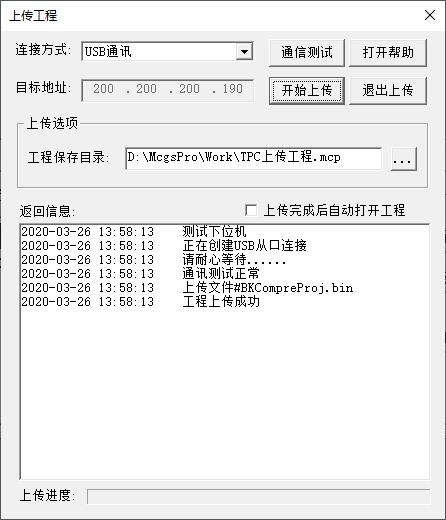 上传工程
连接方式: USB通讯 通信测试 打开帮助
目标地址: 200 .200 .200 .190 开始上传 退出上传
上传选项
工程保存目录: D:\McgsPro\Work\TPC上传工程.mcp ...
返回信息: 上传完成后自动打开工程
2020-03-26 13:58:13 测试下位机
2020-03-26 13:58:13 正在创建USB从口连接
2020-03-26 13:58:13 请耐心等待......
2020-03-26 13:58:13 通讯测试正常
2020-03-26 13:58:13 上传文件#BKCompreProj.bin
2020-03-26 13:58:13 工程上传成功
上传进度: